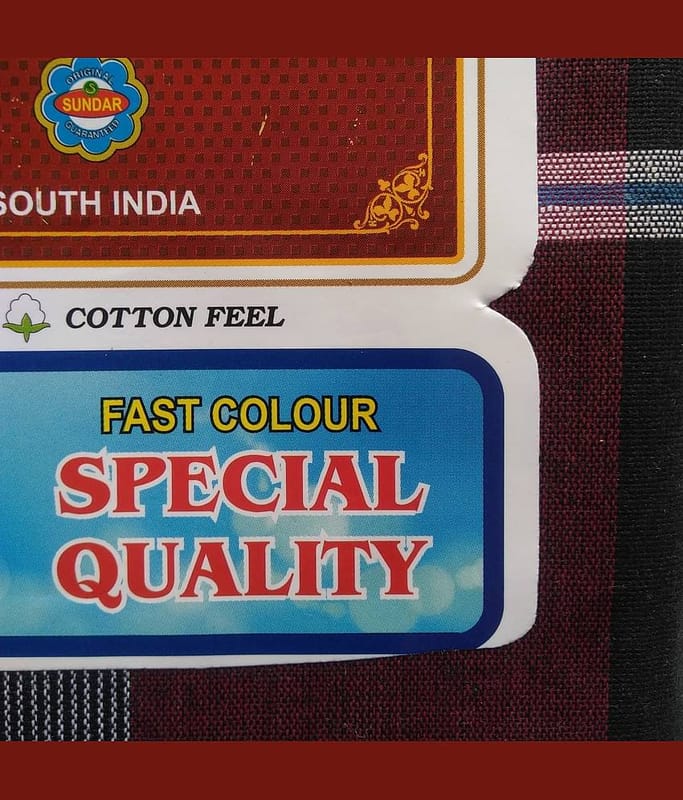 ORIGINAL
S
SUNDAR
GUARANTEED
SOUTH INDIA
COTTON FEEL
FAST COLOUR
SPECIAL
QUALITY